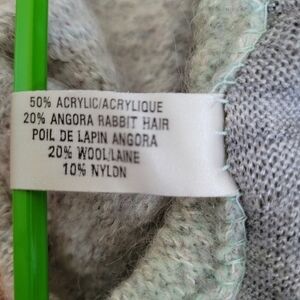 50% ACRYLIC/ACRYLIQUE
20% ANGORA RABBIT HAIR
POIL DE LAPIN ANGORA
20% WOOL/LAINE
10% NYLON